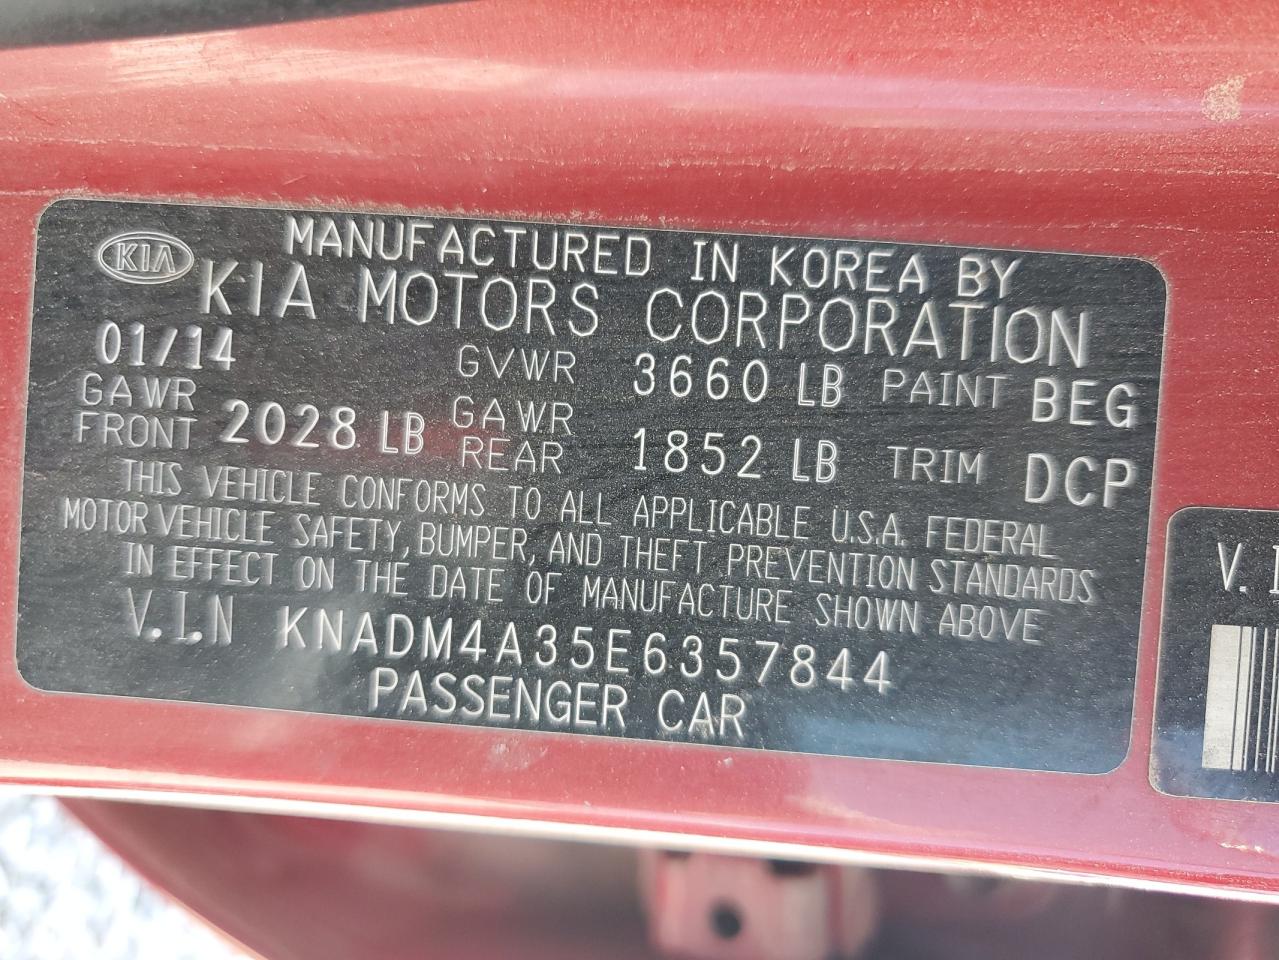 KIA MANUFACTURED IN KOREA BY
KIA MOTORS CORPORATION
01/14 GVWR 3660 LB PAINT BEG
GAWR FRONT 2028 LB GAWR REAR 1852 LB TRIM DCP
THIS VEHICLE CONFORMS TO ALL APPLICABLE U.S.A. FEDERAL
MOTOR VEHICLE SAFETY, BUMPER, AND THEFT PREVENTION STANDARDS
IN EFFECT ON THE DATE OF MANUFACTURE SHOWN ABOVE
V.I.N KNADM4A35E6357844
PASSENGER CAR
V.I